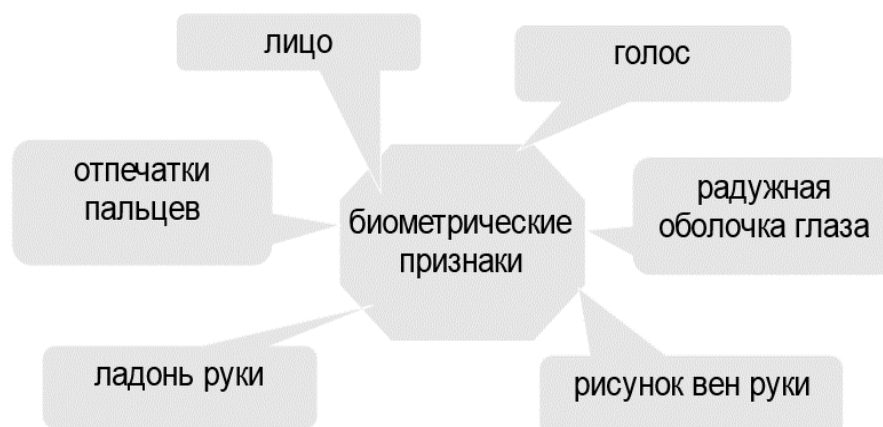 лицо
голос
отпечатки
пальцев
биометрические
признаки
радужная
оболочка глаза
ладонь руки
рисунок вен руки